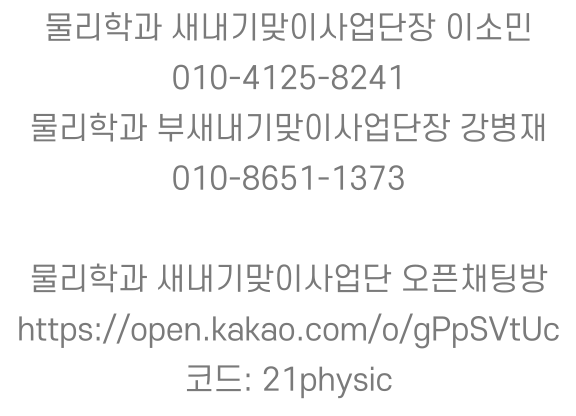 물리학과 새내기맞이사업단장 이소민
010-4125-8241
물리학과 부새내기맞이사업단장 강병재
010-8651-1373
물리학과 새내기맞이사업단 오픈채팅방
https://open.kakao.com/o/gPpSVtUc
코드: 21physic